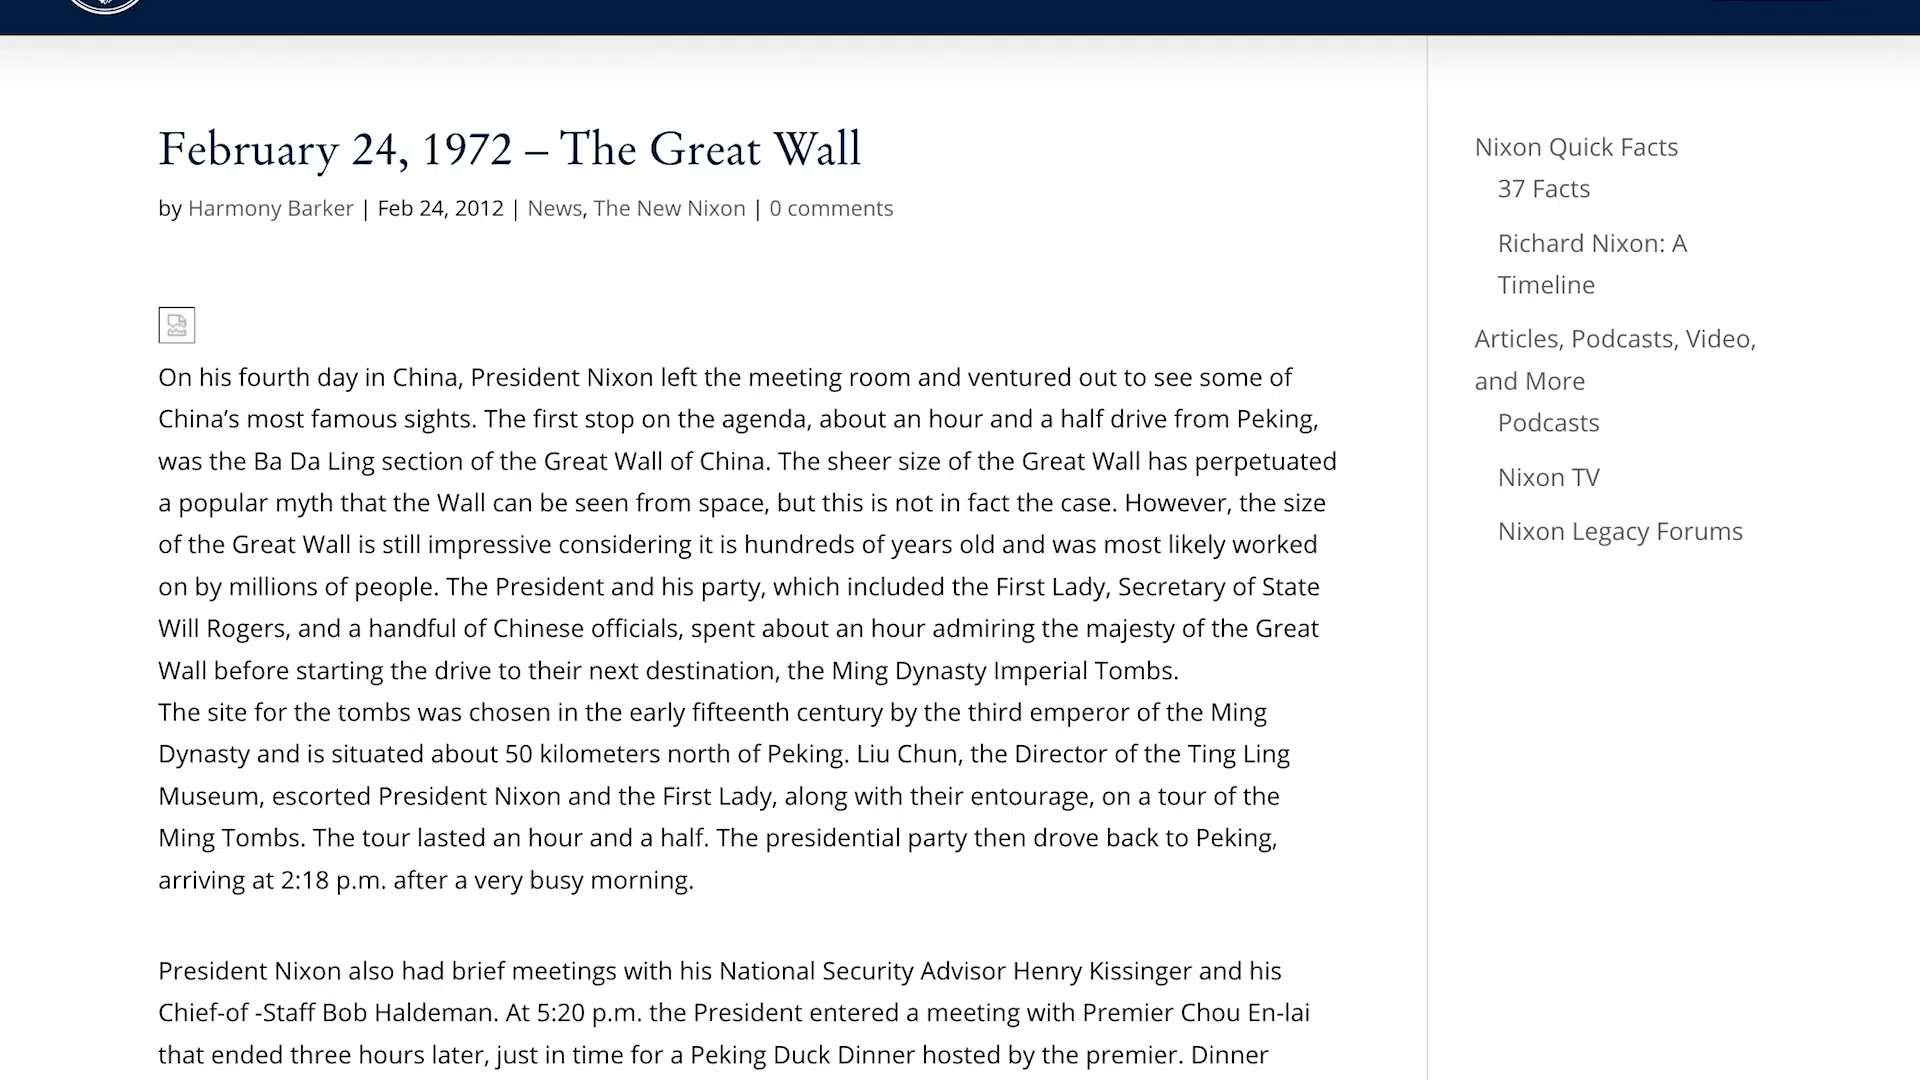 February 24, 1972 – The Great Wall
by Harmony Barker | Feb 24, 2012 | News, The New Nixon | 0 comments
On his fourth day in China, President Nixon left the meeting room and ventured out to see some of
China’s most famous sights. The first stop on the agenda, about an hour and a half drive from Peking,
was the Ba Da Ling section of the Great Wall of China. The sheer size of the Great Wall has perpetuated
a popular myth that the Wall can be seen from space, but this is not in fact the case. However, the size
of the Great Wall is still impressive considering it is hundreds of years old and was most likely worked
on by millions of people. The President and his party, which included the First Lady, Secretary of State
Will Rogers, and a handful of Chinese officials, spent about an hour admiring the majesty of the Great
Wall before starting the drive to their next destination, the Ming Dynasty Imperial Tombs.
The site for the tombs was chosen in the early fifteenth century by the third emperor of the Ming
Dynasty and is situated about 50 kilometers north of Peking. Liu Chun, the Director of the Ting Ling
Museum, escorted President Nixon and the First Lady, along with their entourage, on a tour of the
Ming Tombs. The tour lasted an hour and a half. The presidential party then drove back to Peking,
arriving at 2:18 p.m. after a very busy morning.
President Nixon also had brief meetings with his National Security Advisor Henry Kissinger and his
Chief-of -Staff Bob Haldeman. At 5:20 p.m. the President entered a meeting with Premier Chou En-lai
that ended three hours later, just in time for a Peking Duck Dinner hosted by the premier. Dinner
Nixon Quick Facts
37 Facts
Richard Nixon: A
Timeline
Articles, Podcasts, Video,
and More
Podcasts
Nixon TV
Nixon Legacy Forums